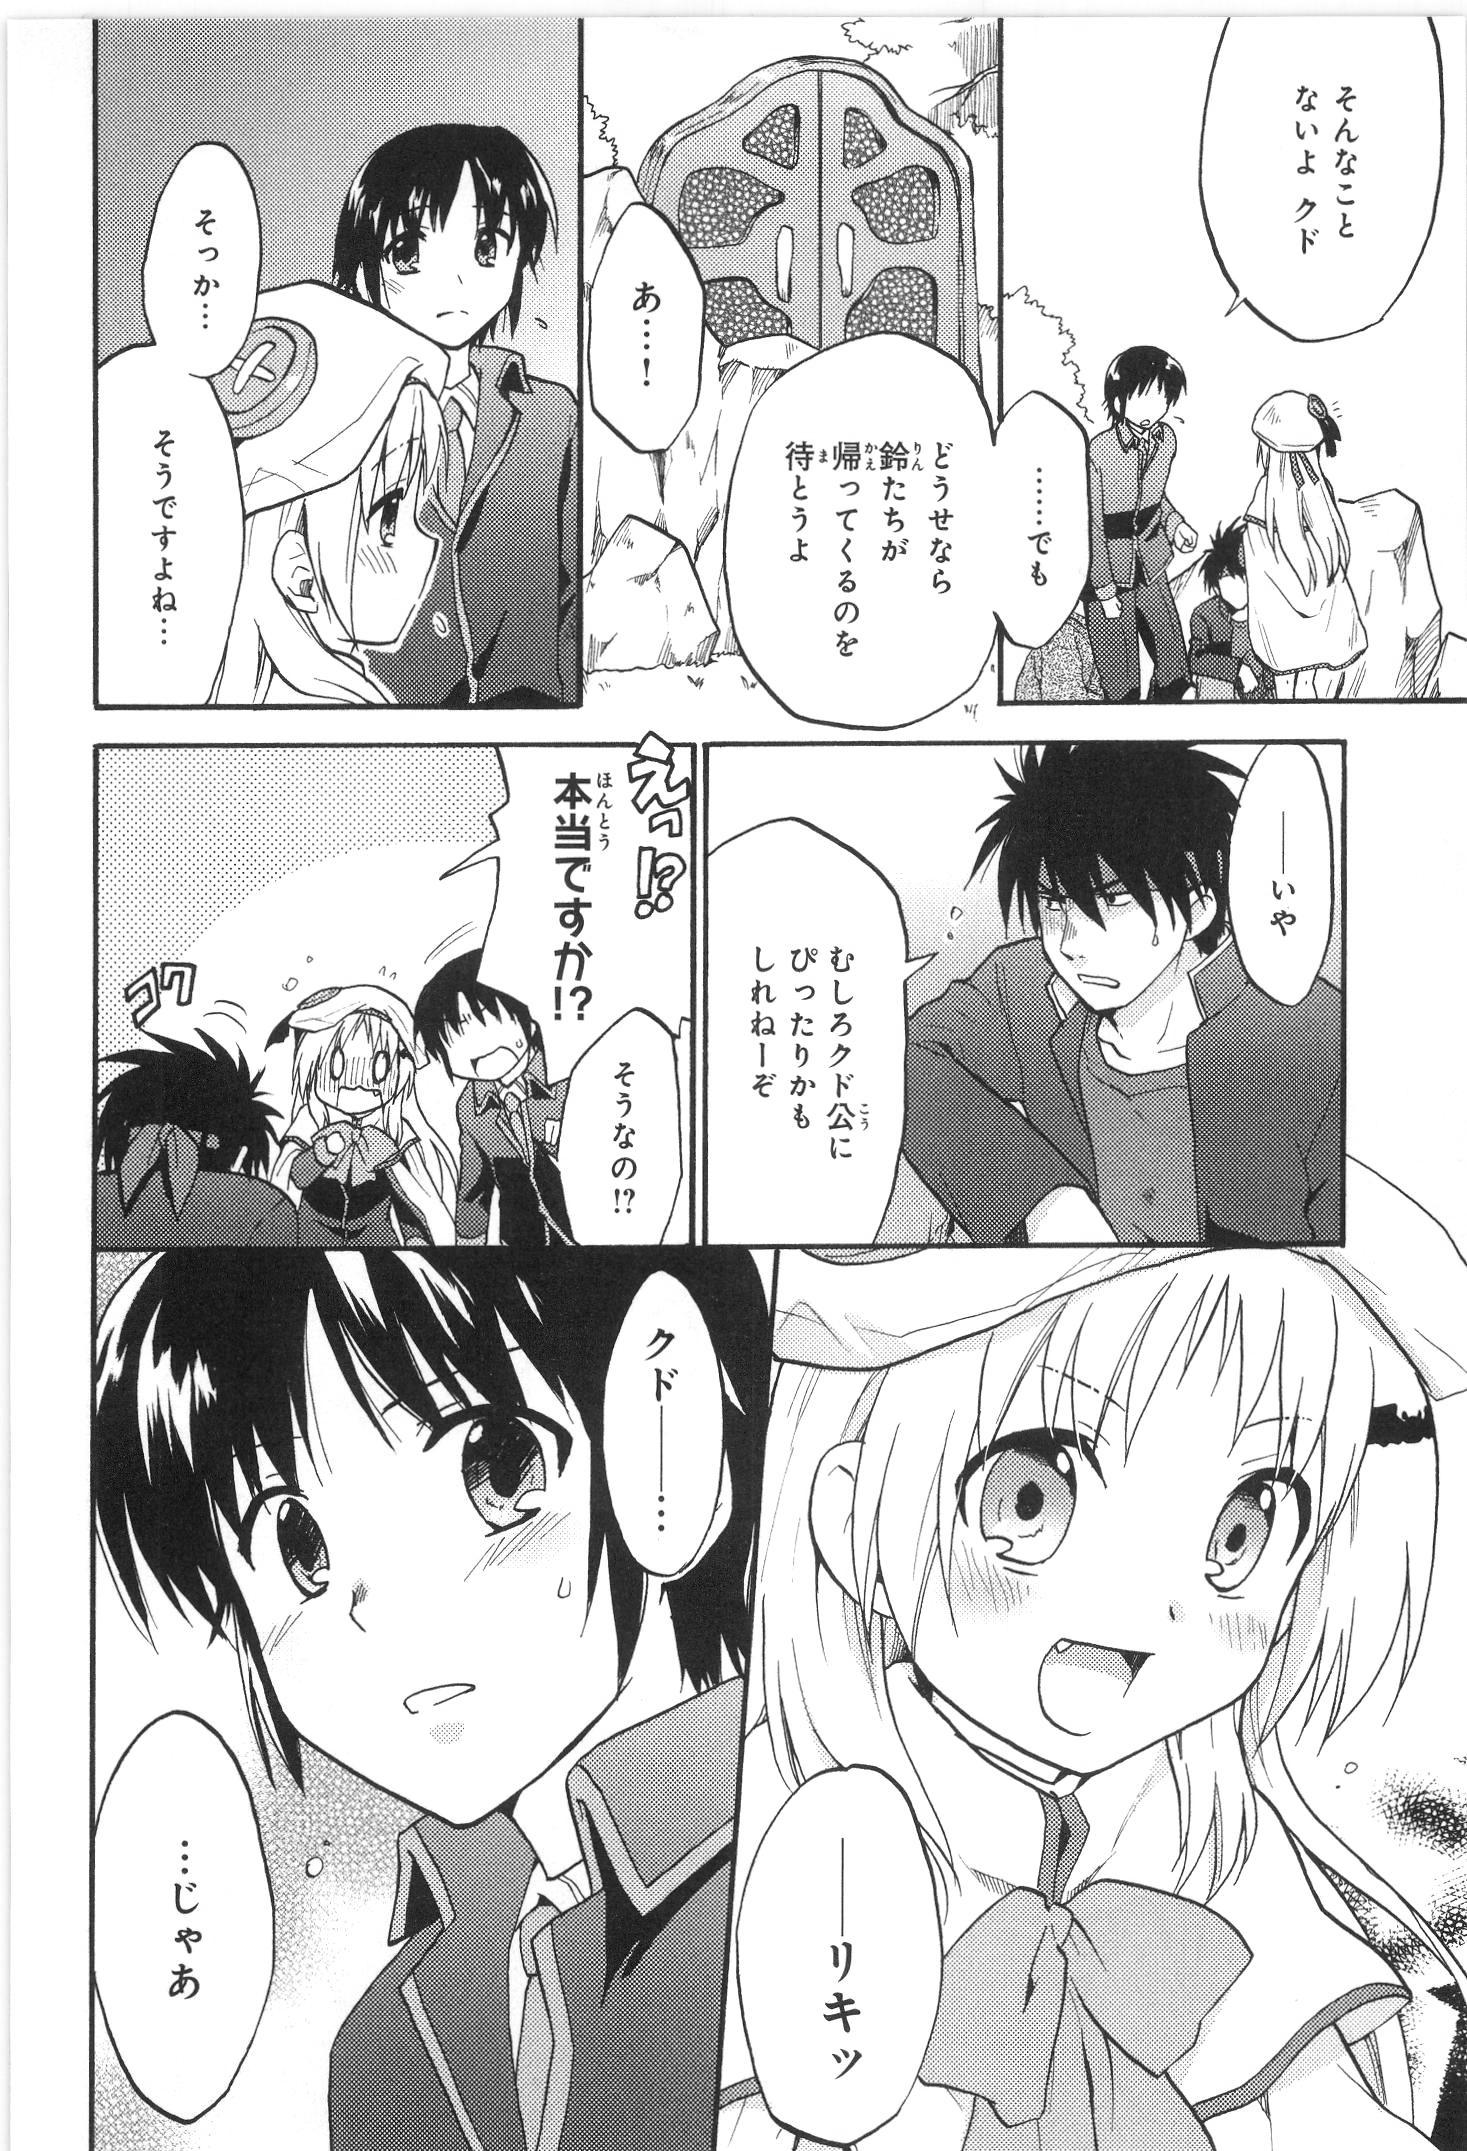 そんなこと
ないよ クド
……でも
どうせなら
鈴たちが
帰ってくるのを
待とうよ
あ……！
そっか…
そうですよね…
──いや
むしろクド公に
ぴったりかも
しれねーぞ
えっ!?
本当ですか!?
そうなの!?
コクコク
──リキッ
クド──…
…じゃあ